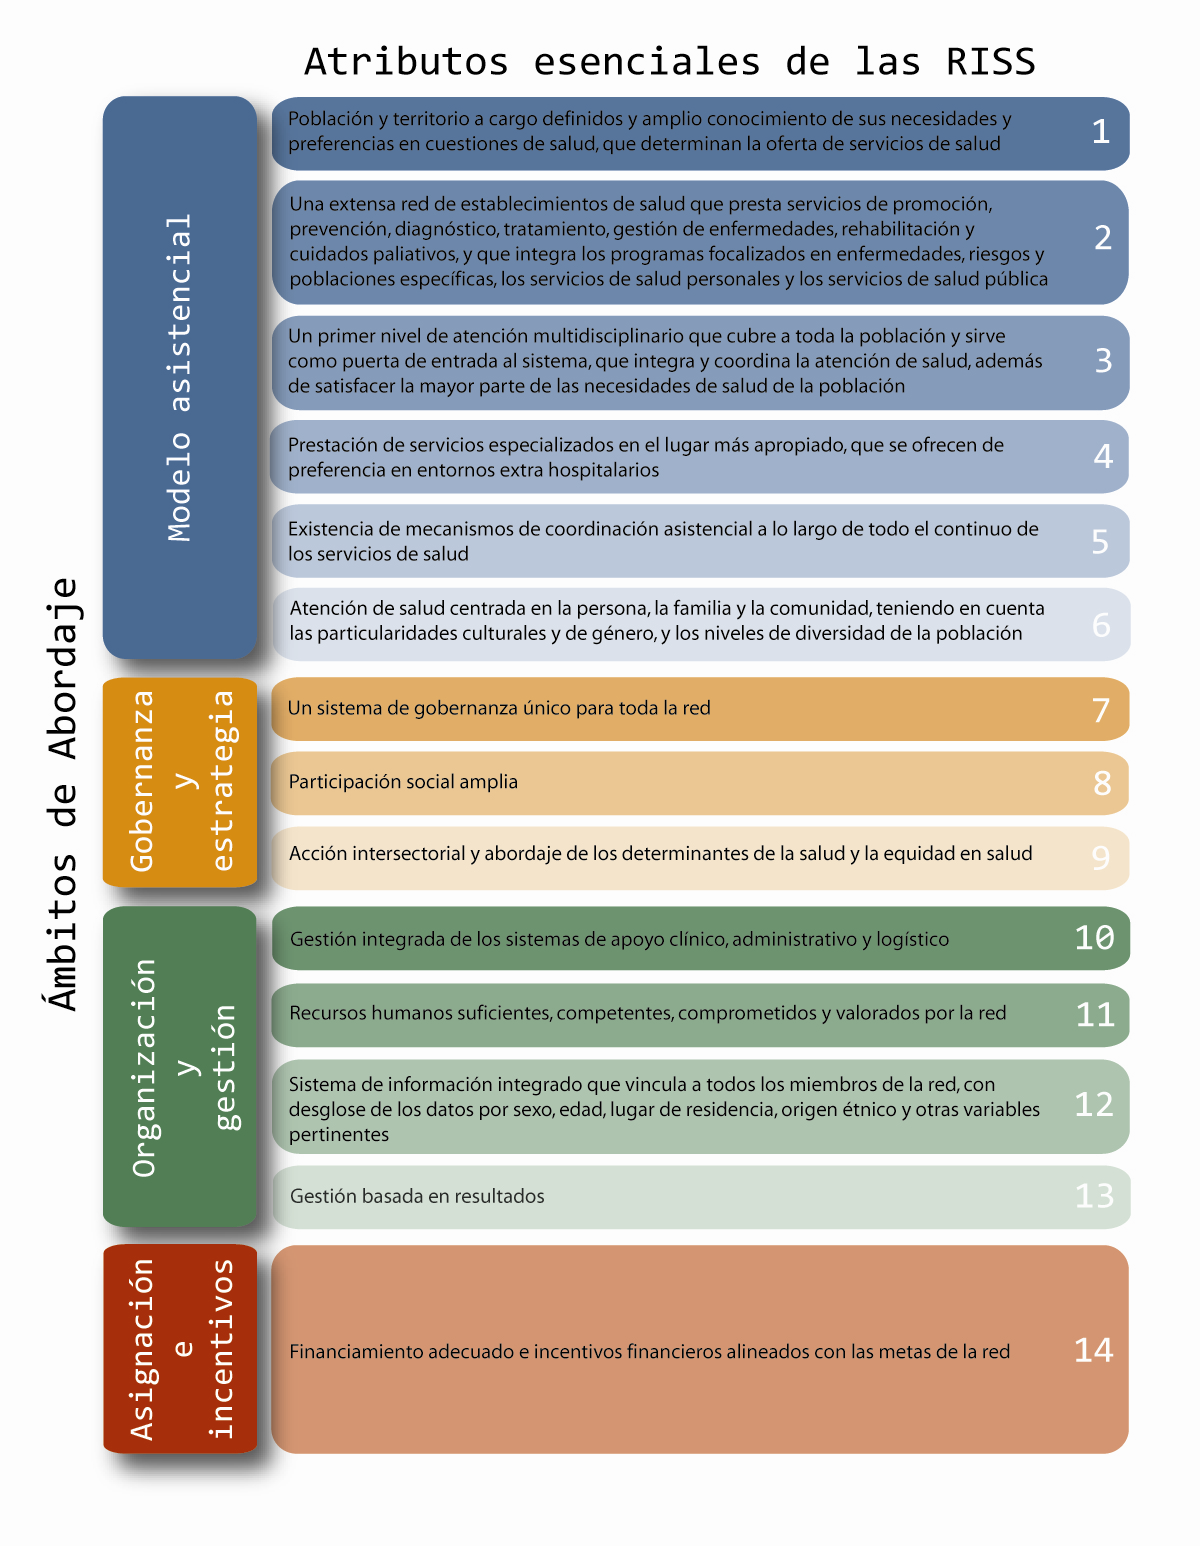 Atributos esenciales de las RISS
Ámbitos de Abordaje
Modelo asistencial
Población y territorio a cargo definidos y amplio conocimiento de sus necesidades y
preferencias en cuestiones de salud, que determinan la oferta de servicios de salud
1
Una extensa red de establecimientos de salud que presta servicios de promoción,
prevención, diagnóstico, tratamiento, gestión de enfermedades, rehabilitación y
cuidados paliativos, y que integra los programas focalizados en enfermedades, riesgos y
poblaciones específicas, los servicios de salud personales y los servicios de salud pública
2
Un primer nivel de atención multidisciplinario que cubre a toda la población y sirve
como puerta de entrada al sistema, que integra y coordina la atención de salud, además
de satisfacer la mayor parte de las necesidades de salud de la población
3
Prestación de servicios especializados en el lugar más apropiado, que se ofrecen de
preferencia en entornos extra hospitalarios
4
Existencia de mecanismos de coordinación asistencial a lo largo de todo el continuo de
los servicios de salud
5
Atención de salud centrada en la persona, la familia y la comunidad, teniendo en cuenta
las particularidades culturales y de género, y los niveles de diversidad de la población
6
Gobernanza
y
estrategia
Un sistema de gobernanza único para toda la red
7
Participación social amplia
8
Acción intersectorial y abordaje de los determinantes de la salud y la equidad en salud
9
Organización
y
gestión
Gestión integrada de los sistemas de apoyo clínico, administrativo y logístico
10
Recursos humanos suficientes, competentes, comprometidos y valorados por la red
11
Sistema de información integrado que vincula a todos los miembros de la red, con
desglose de los datos por sexo, edad, lugar de residencia, origen étnico y otras variables
pertinentes
12
Gestión basada en resultados
13
Asignación
e
incentivos
Financiamiento adecuado e incentivos financieros alineados con las metas de la red
14